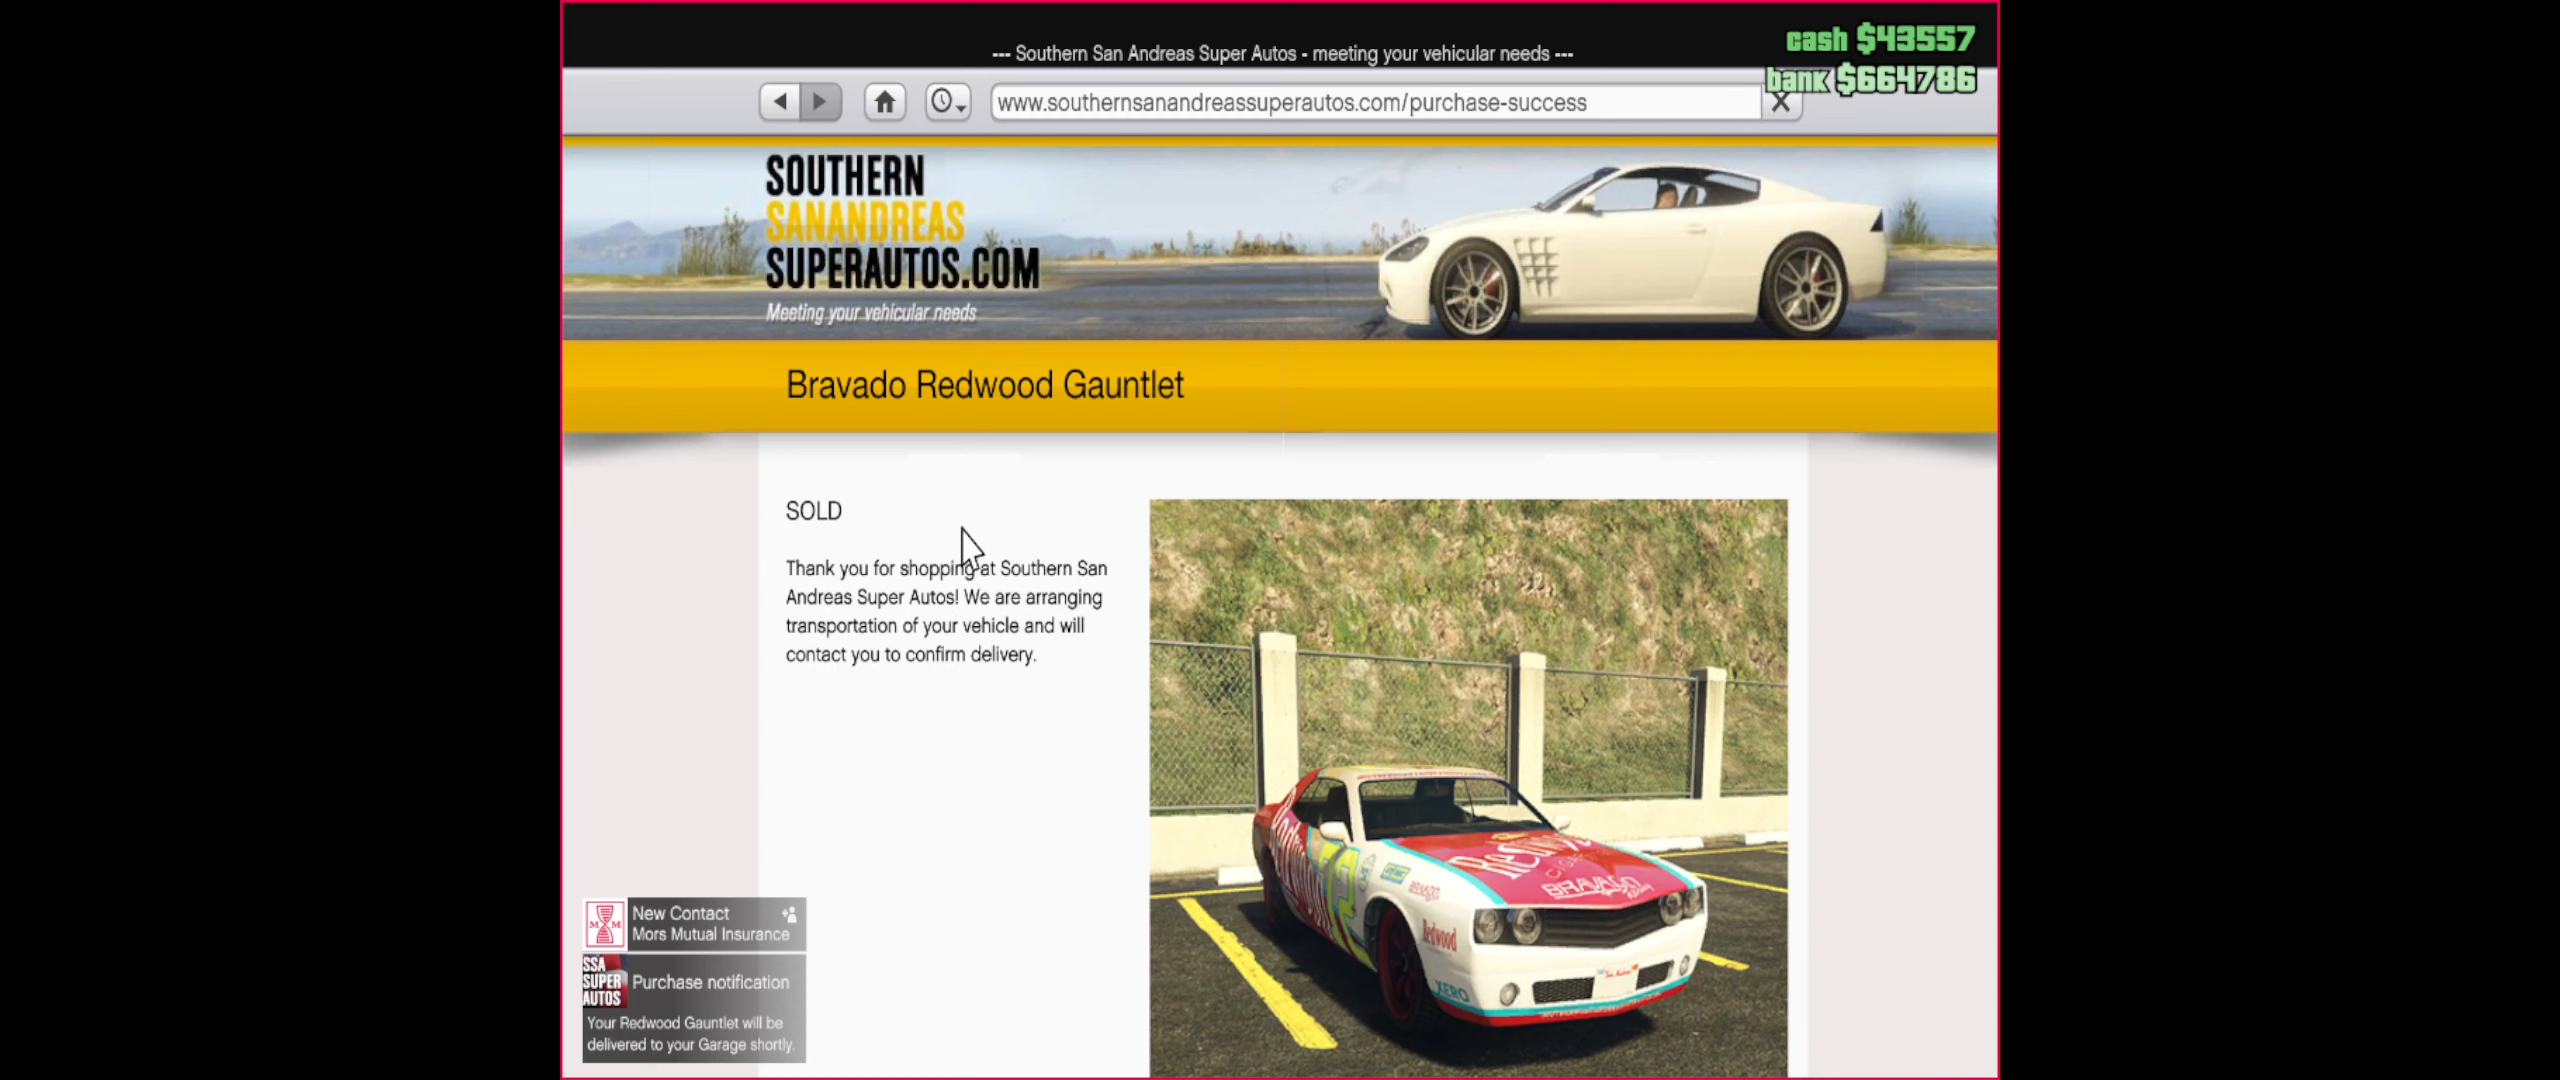 --- Southern San Andreas Super Autos - meeting your vehicular needs ---
cash $43557
bank $664786
www.southernsanandreassuperautos.com/purchase-success
SOUTHERN
SANANDREAS
SUPERAUTOS.COM
Meeting your vehicular needs
Bravado Redwood Gauntlet
SOLD
Thank you for shopping at Southern San
Andreas Super Autos! We are arranging
transportation of your vehicle and will
contact you to confirm delivery.
Redwood
BRAVADO
Redwood
XERO
M M
New Contact
Mors Mutual Insurance
SSA
SUPER
AUTOS
Purchase notification
Your Redwood Gauntlet will be
delivered to your Garage shortly.